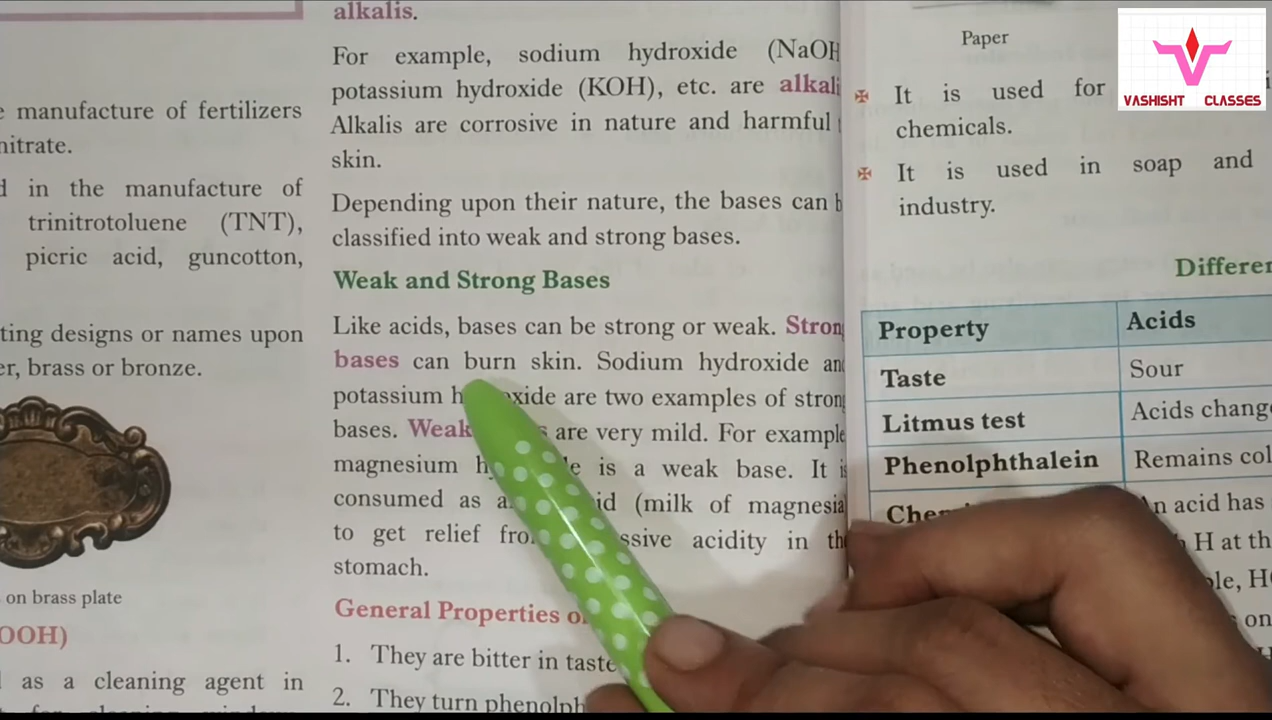 e manufacture of fertilizers
nitrate.
d in the manufacture of
trinitrotoluene (TNT),
picric acid, guncotton,
ting designs or names upon
er, brass or bronze.
on brass plate
OOH)
as a cleaning agent in
alkalis.
For example, sodium hydroxide (NaOH
potassium hydroxide (KOH), etc. are alkali
Alkalis are corrosive in nature and harmful
skin.
Depending upon their nature, the bases can b
classified into weak and strong bases.
Weak and Strong Bases
Like acids, bases can be strong or weak. Stron
bases can burn skin. Sodium hydroxide an
potassium h oxide are two examples of stron
bases. Weak s are very mild. For example
magnesium hy e is a weak base. It is
consumed as a id (milk of magnesia
to get relief fro ssive acidity in th
stomach.
General Properties o
1. They are bitter in taste
2. They turn phenolph
Paper
It is used for
chemicals.
It is used in soap and
industry.
Differen
Property Acids
Taste Sour
Litmus test Acids chang
Phenolphthalein Remains col
Che An acid has
H at th
le, H
on
VASHISHT CLASSES